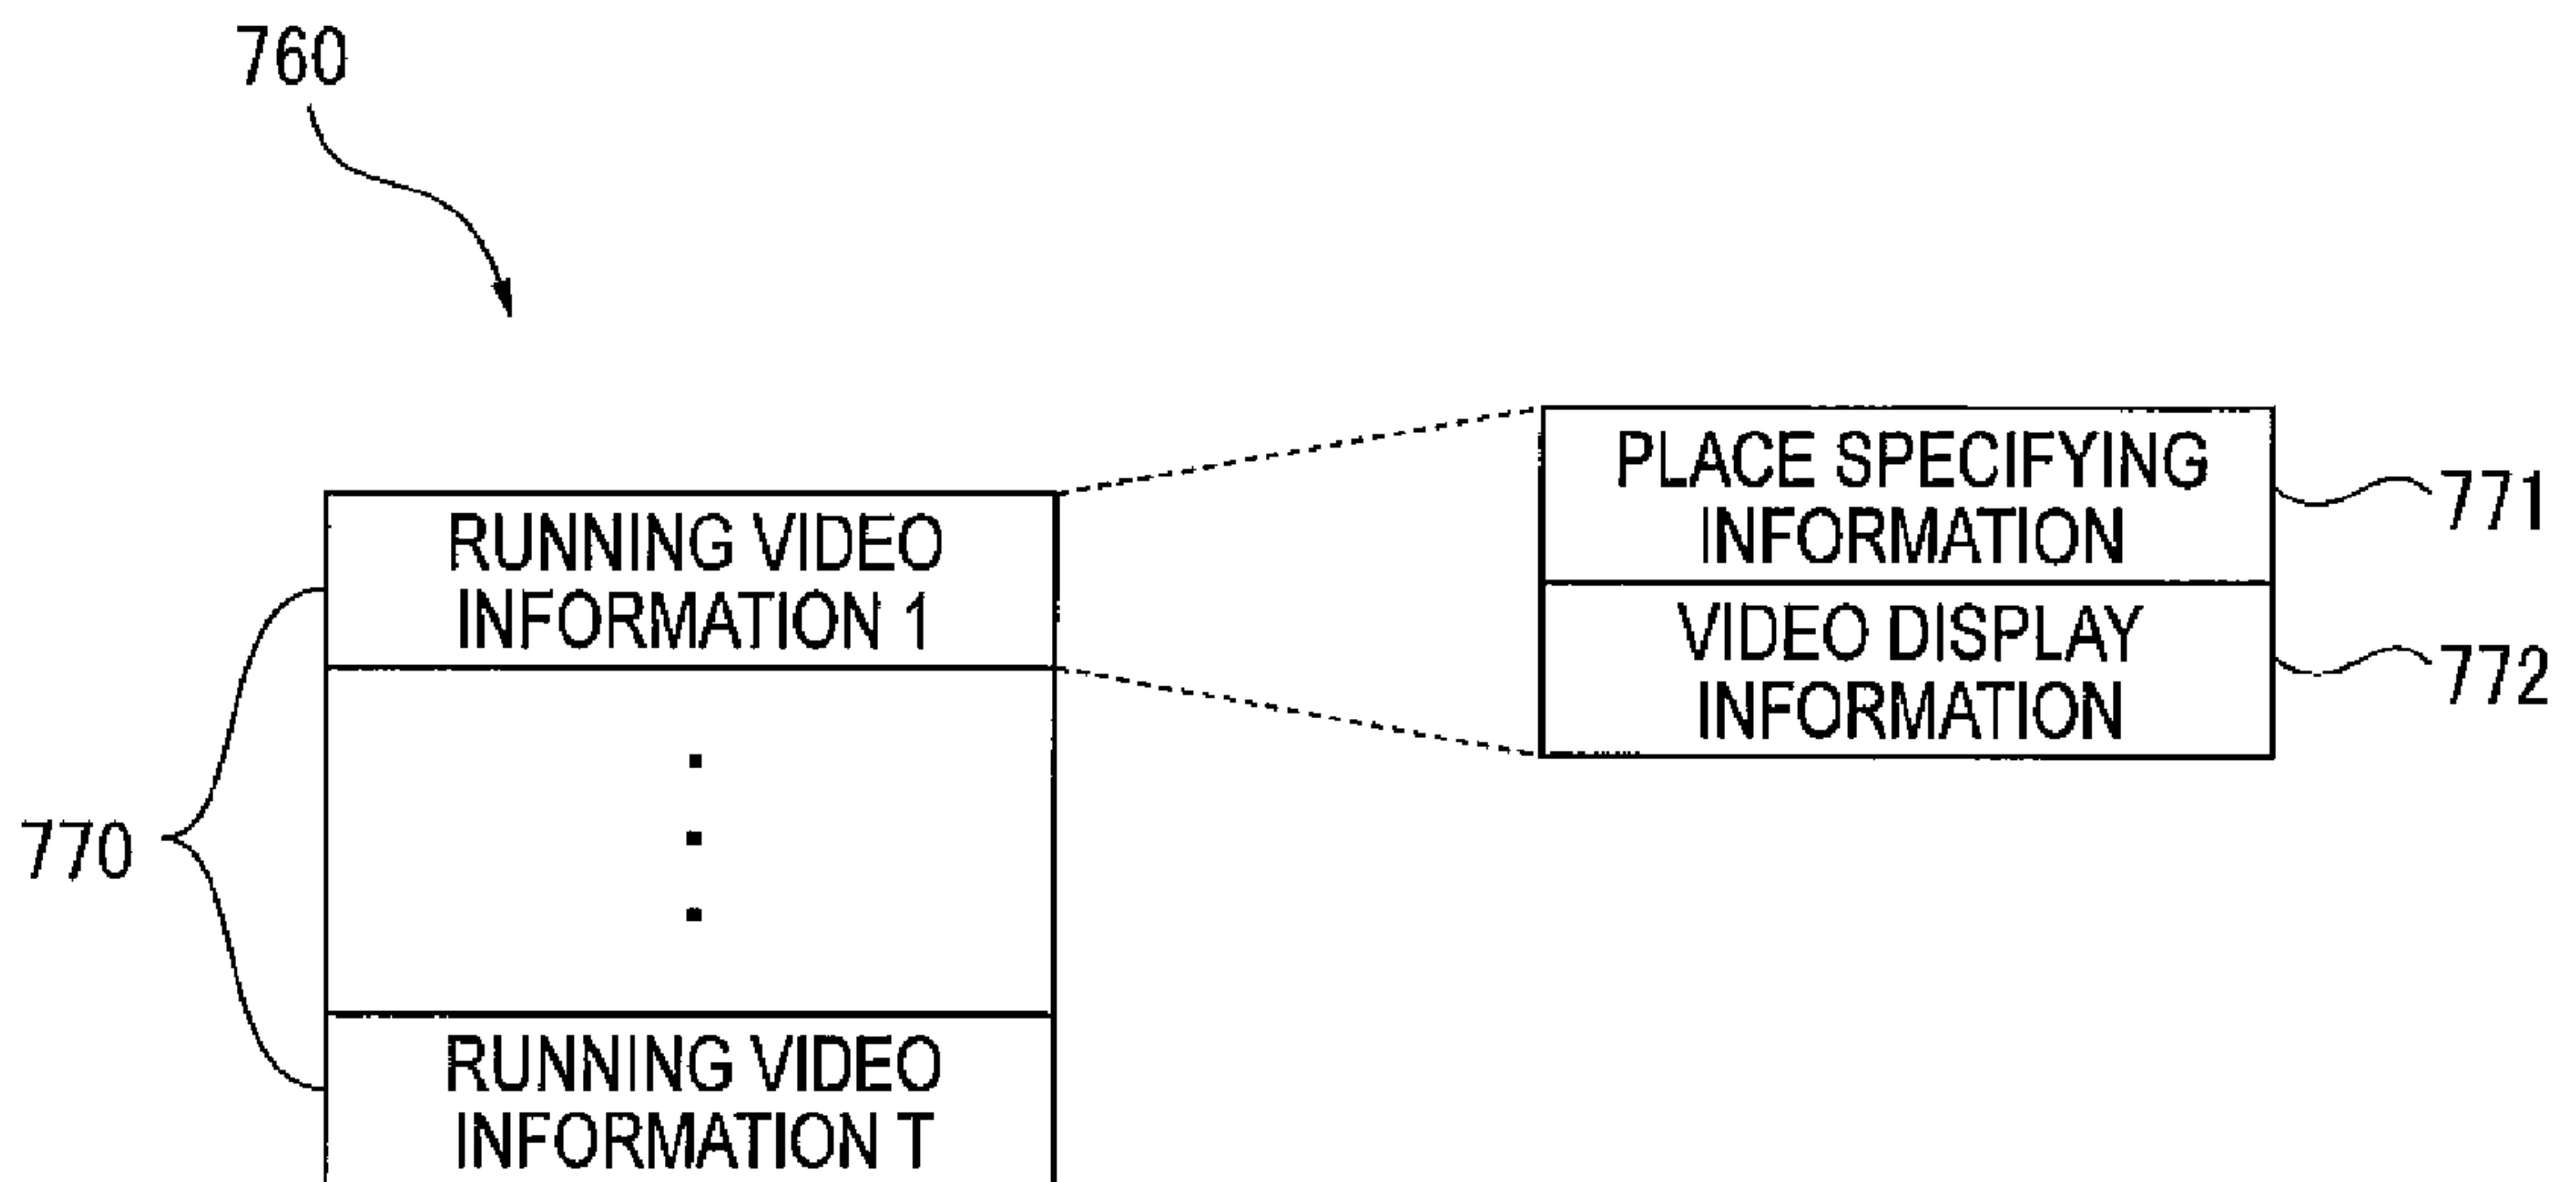 760
RUNNING VIDEO
INFORMATION 1
RUNNING VIDEO
INFORMATION T
770
PLACE SPECIFYING
INFORMATION
771
VIDEO DISPLAY
INFORMATION
772